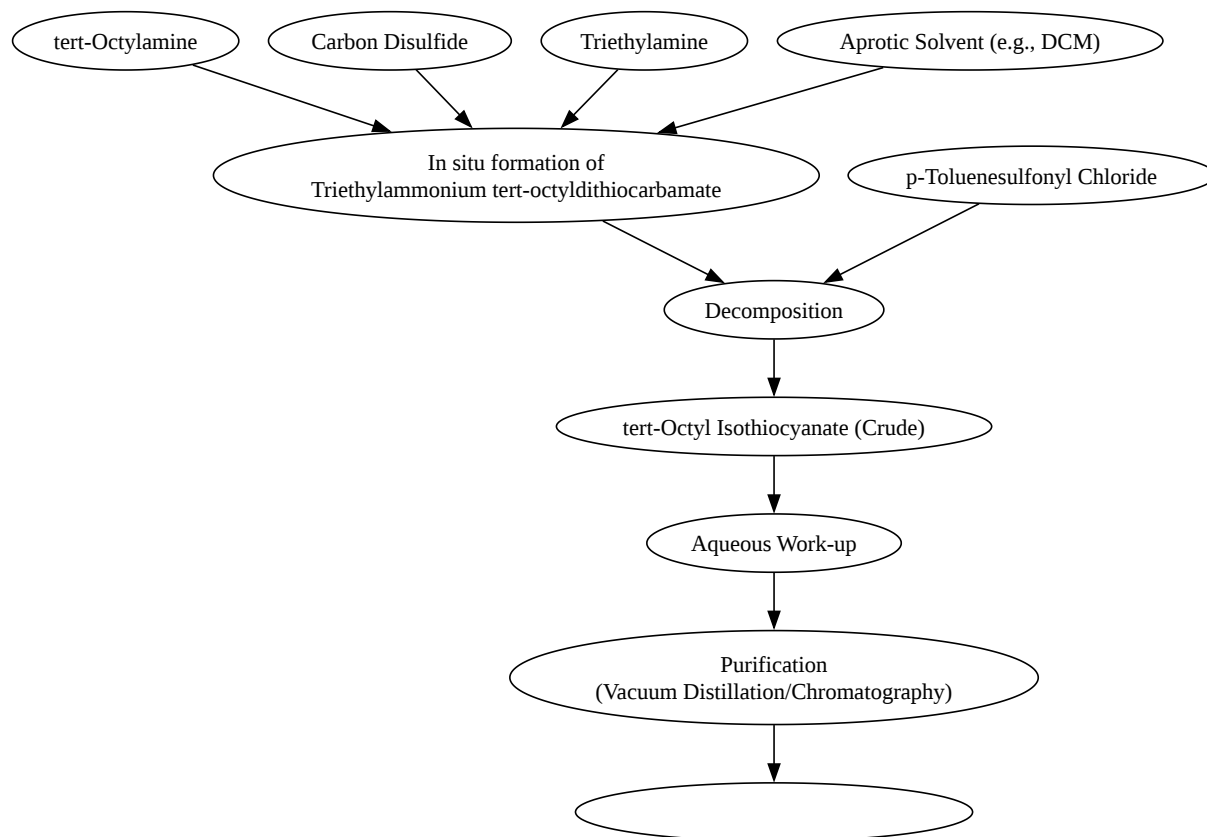 tert-Octylamine
Carbon Disulfide
Triethylamine
Aprotic Solvent (e.g., DCM)
In situ formation of
Triethylammonium tert-octyldithiocarbamate
p-Toluenesulfonyl Chloride
Decomposition
tert-Octyl Isothiocyanate (Crude)
Aqueous Work-up
Purification
(Vacuum Distillation/Chromatography)